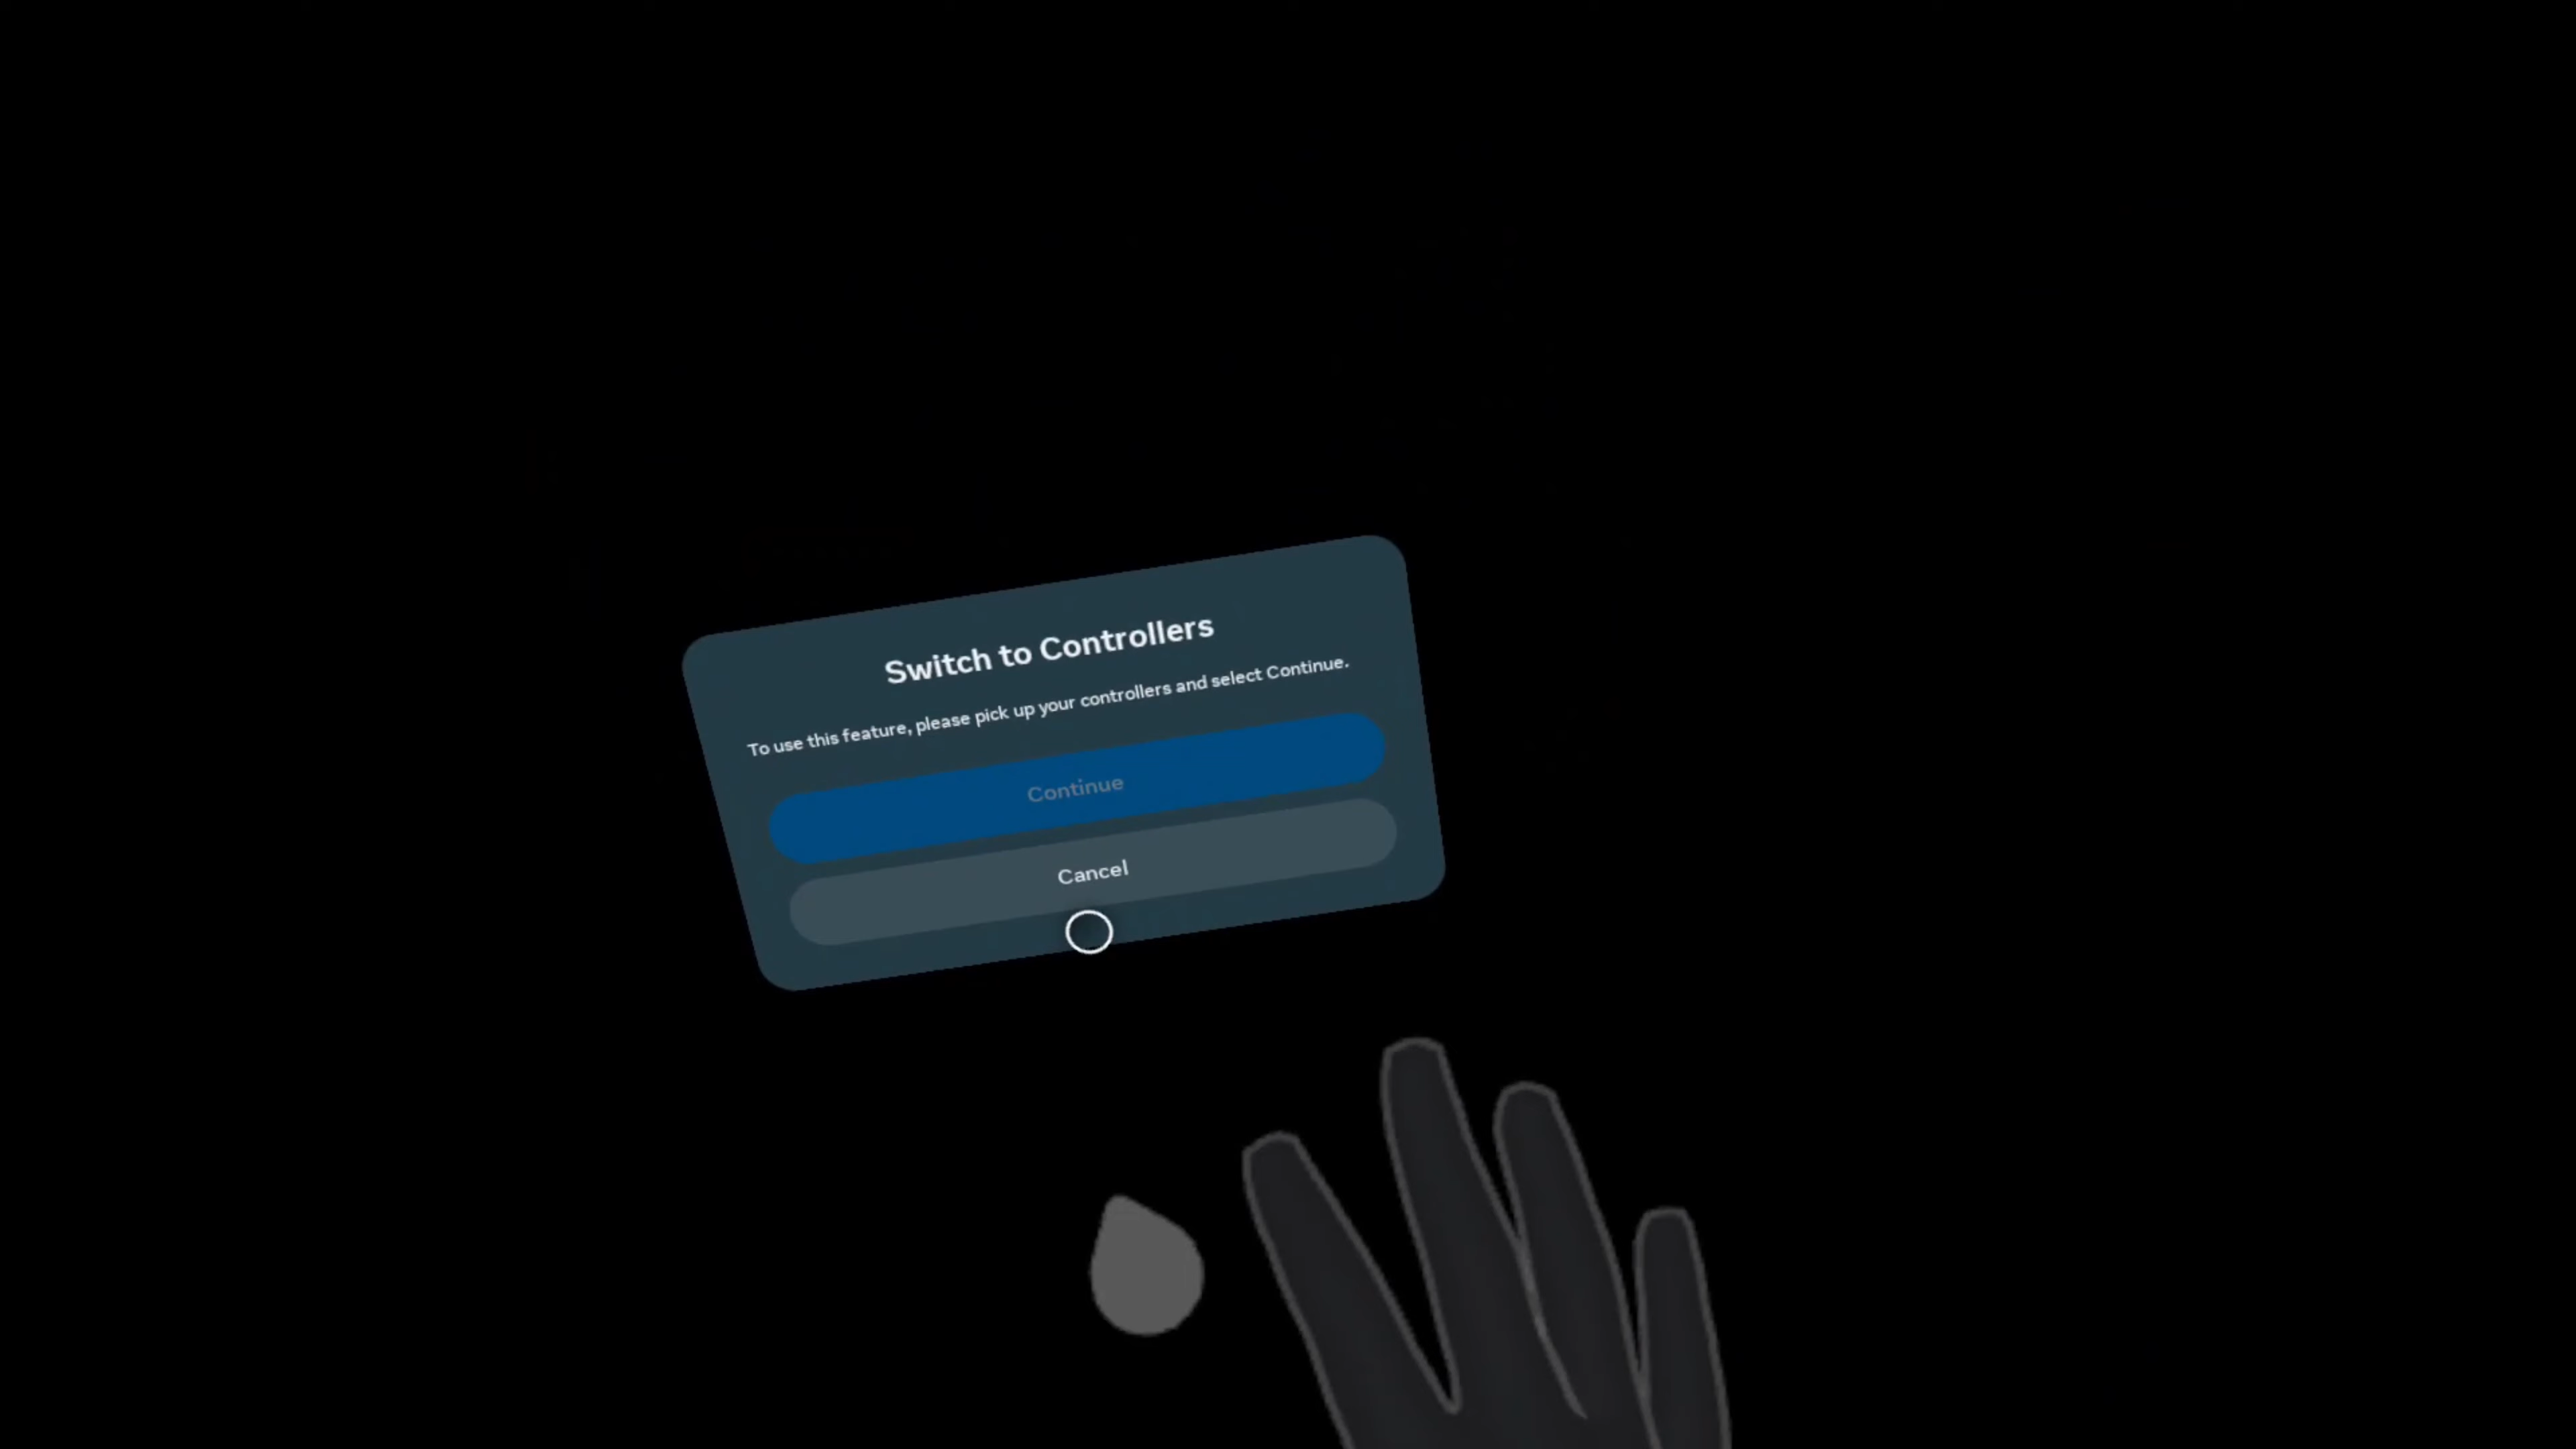 Switch to Controllers
To use this feature, please pick up your controllers and select Continue.
Continue
Cancel